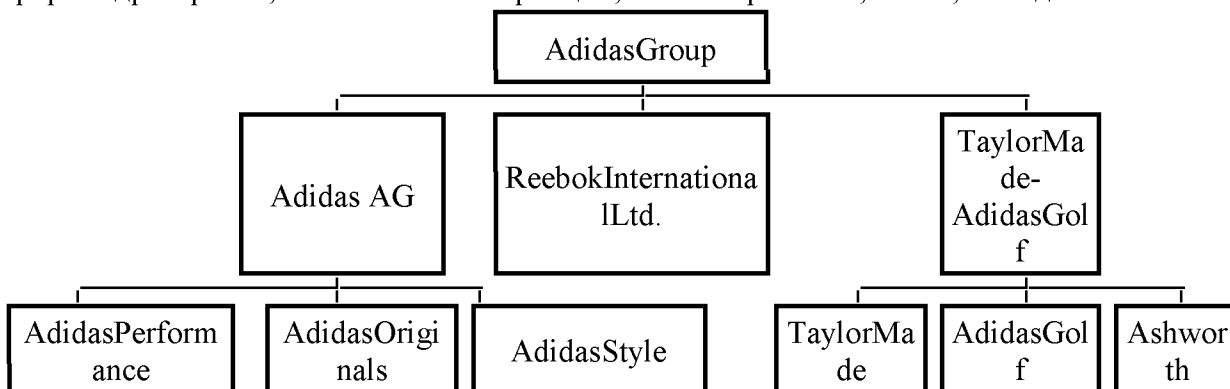 AdidasGroup
Adidas AG
ReebokInternationa
lLtd.
TaylorMa
de-
AdidasGol
f
AdidasPerform
ance
AdidasOrigi
nals
AdidasStyle
TaylorMa
de
AdidasGol
f
Ashwor
th